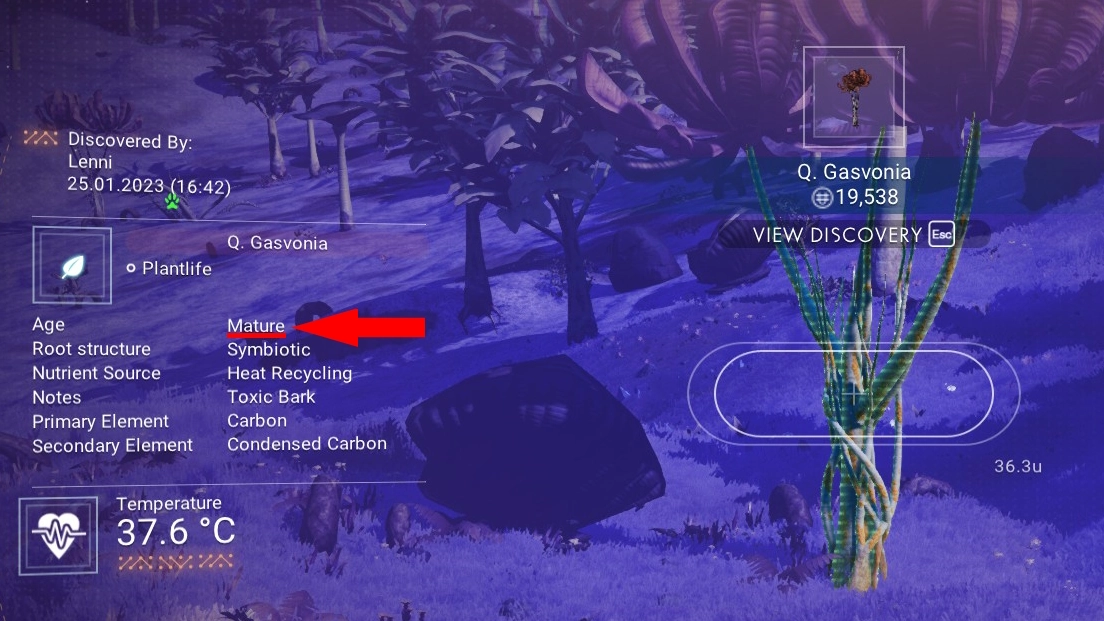 Discovered By:
Lenni
25.01.2023 (16:42)
Q. Gasvonia
Plantlife
Age Mature
Root structure Symbiotic
Nutrient Source Heat Recycling
Notes Toxic Bark
Primary Element Carbon
Secondary Element Condensed Carbon
Temperature
37.6 °C
Q. Gasvonia
19,538
VIEW DISCOVERY Esc
36.3u